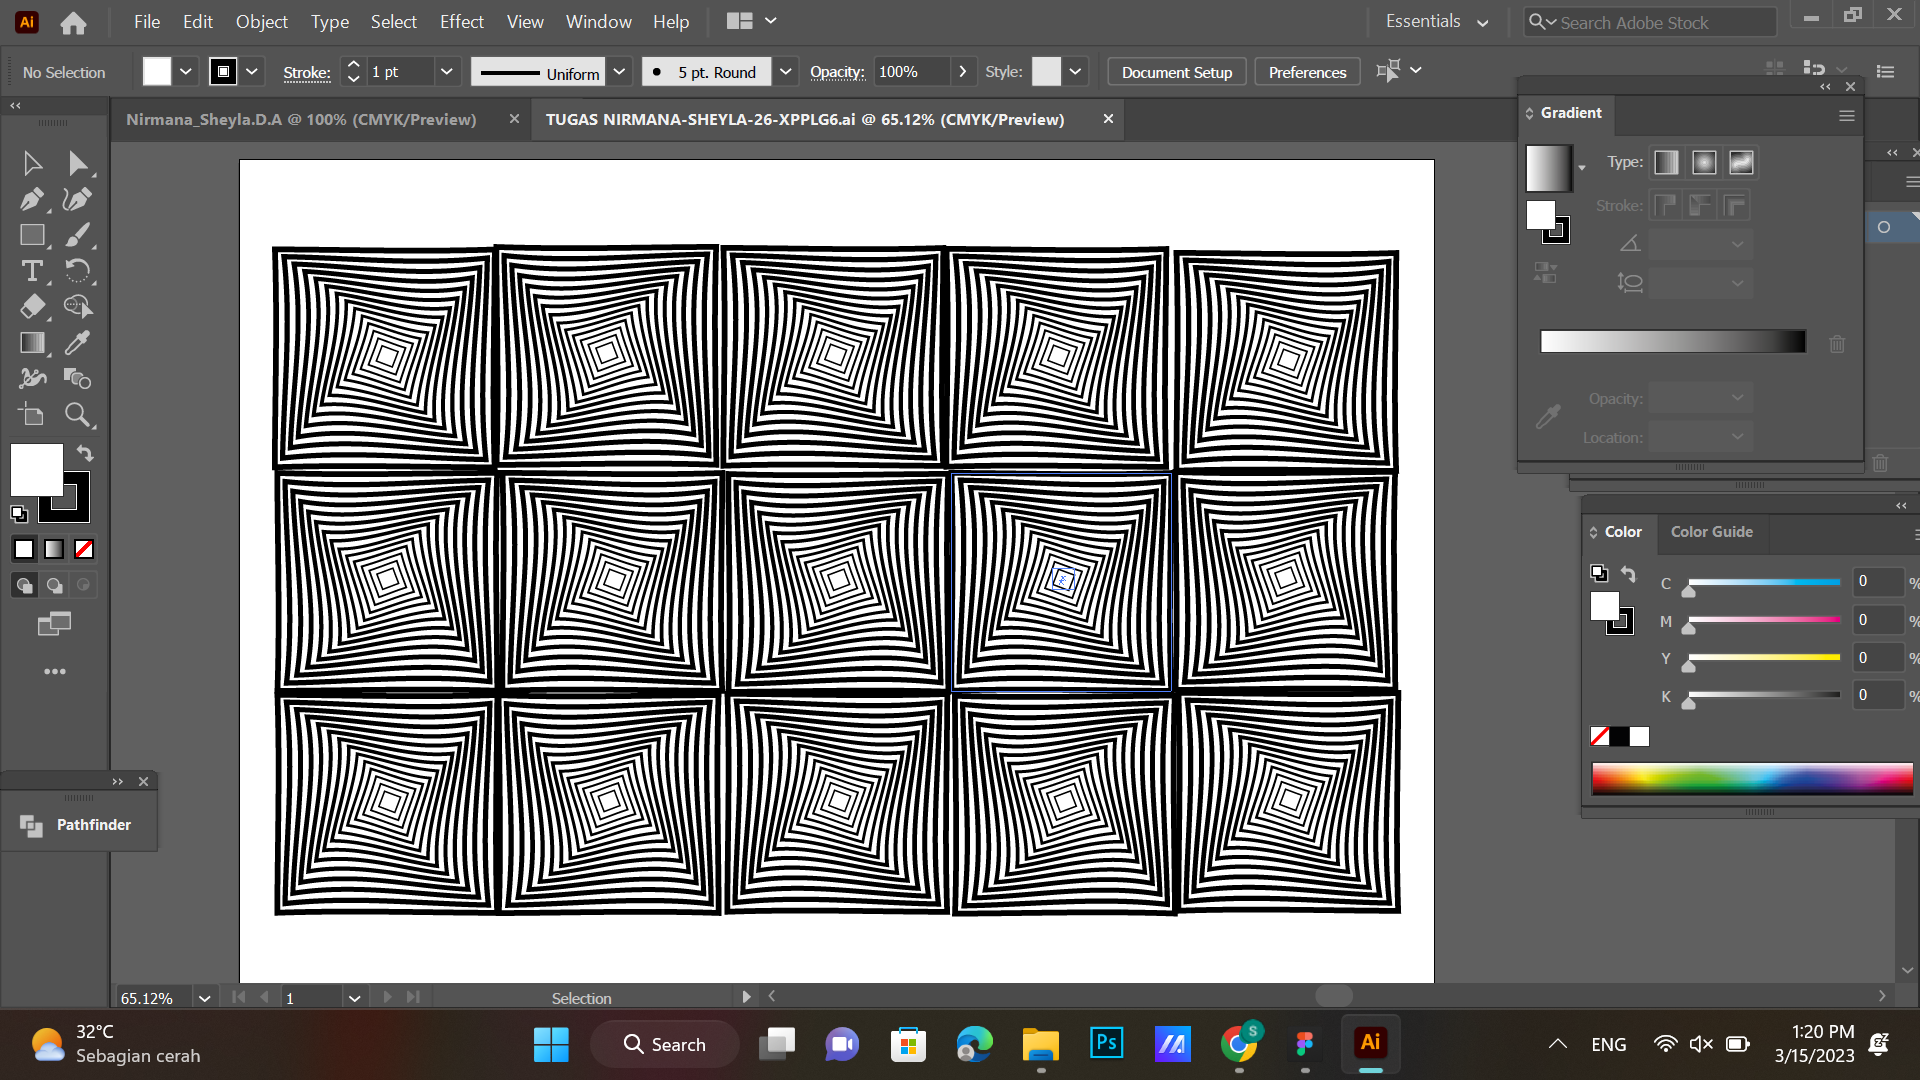 Ai File Edit Object Type Select Effect View Window Help Essentials Search Adobe Stock
No Selection Stroke: 1 pt Uniform 5 pt. Round Opacity: 100% Style: Document Setup Preferences
Nirmana_Sheyla.D.A @ 100% (CMYK/Preview) TUGAS NIRMANA-SHEYLA-26-XPPLG6.ai @ 65.12% (CMYK/Preview)
Gradient
Type:
Stroke:
Opacity:
Location:
Color Color Guide
C 0 %
M 0 %
Y 0 %
K 0 %
Pathfinder
65.12% 1 Selection
32°C
Sebagian cerah
Search
Ps
S
Ai
ENG
1:20 PM
3/15/2023